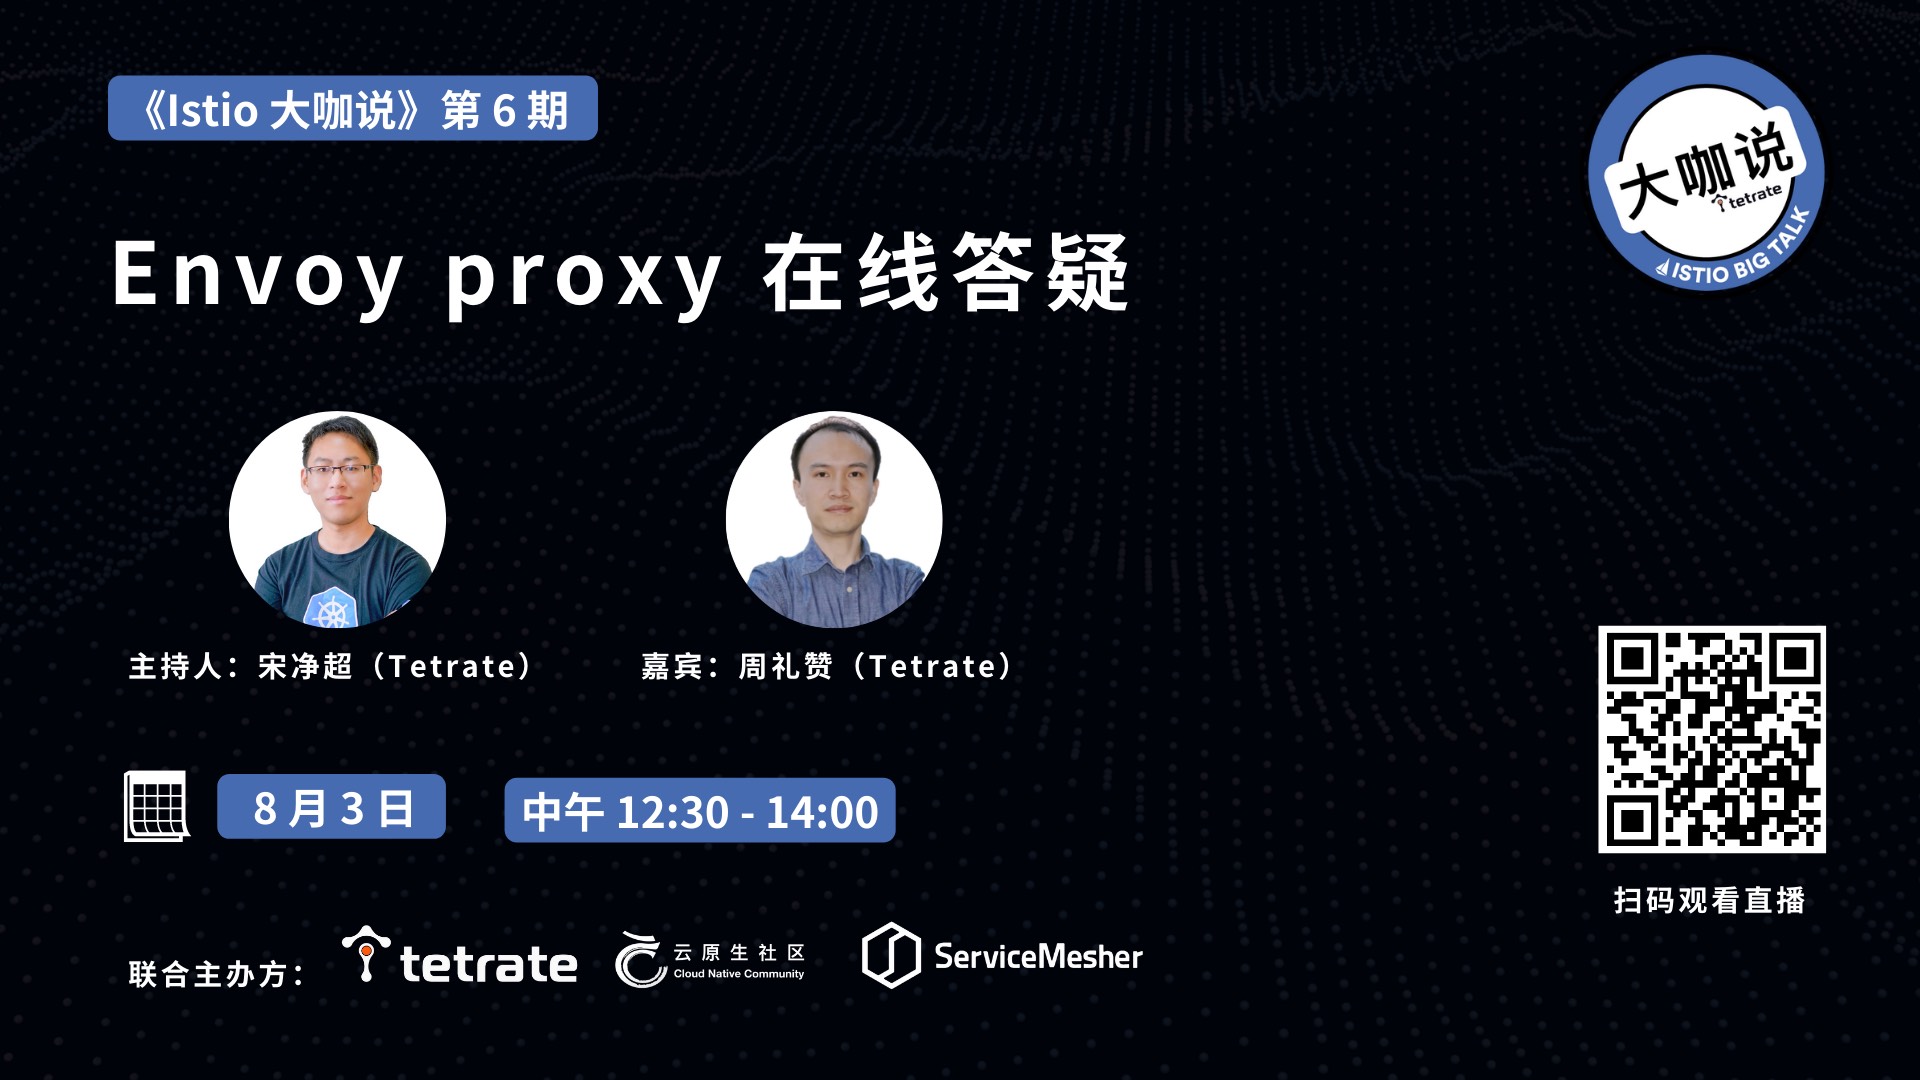 《Istio 大咖说》第 6 期
大咖说
tetrate
ISTIO BIG TALK
Envoy proxy 在线答疑
主持人：宋净超（Tetrate）
嘉宾：周礼赞（Tetrate）
8 月 3 日
中午 12:30 - 14:00
扫码观看直播
联合主办方：
tetrate
云原生社区
Cloud Native Community
ServiceMesher